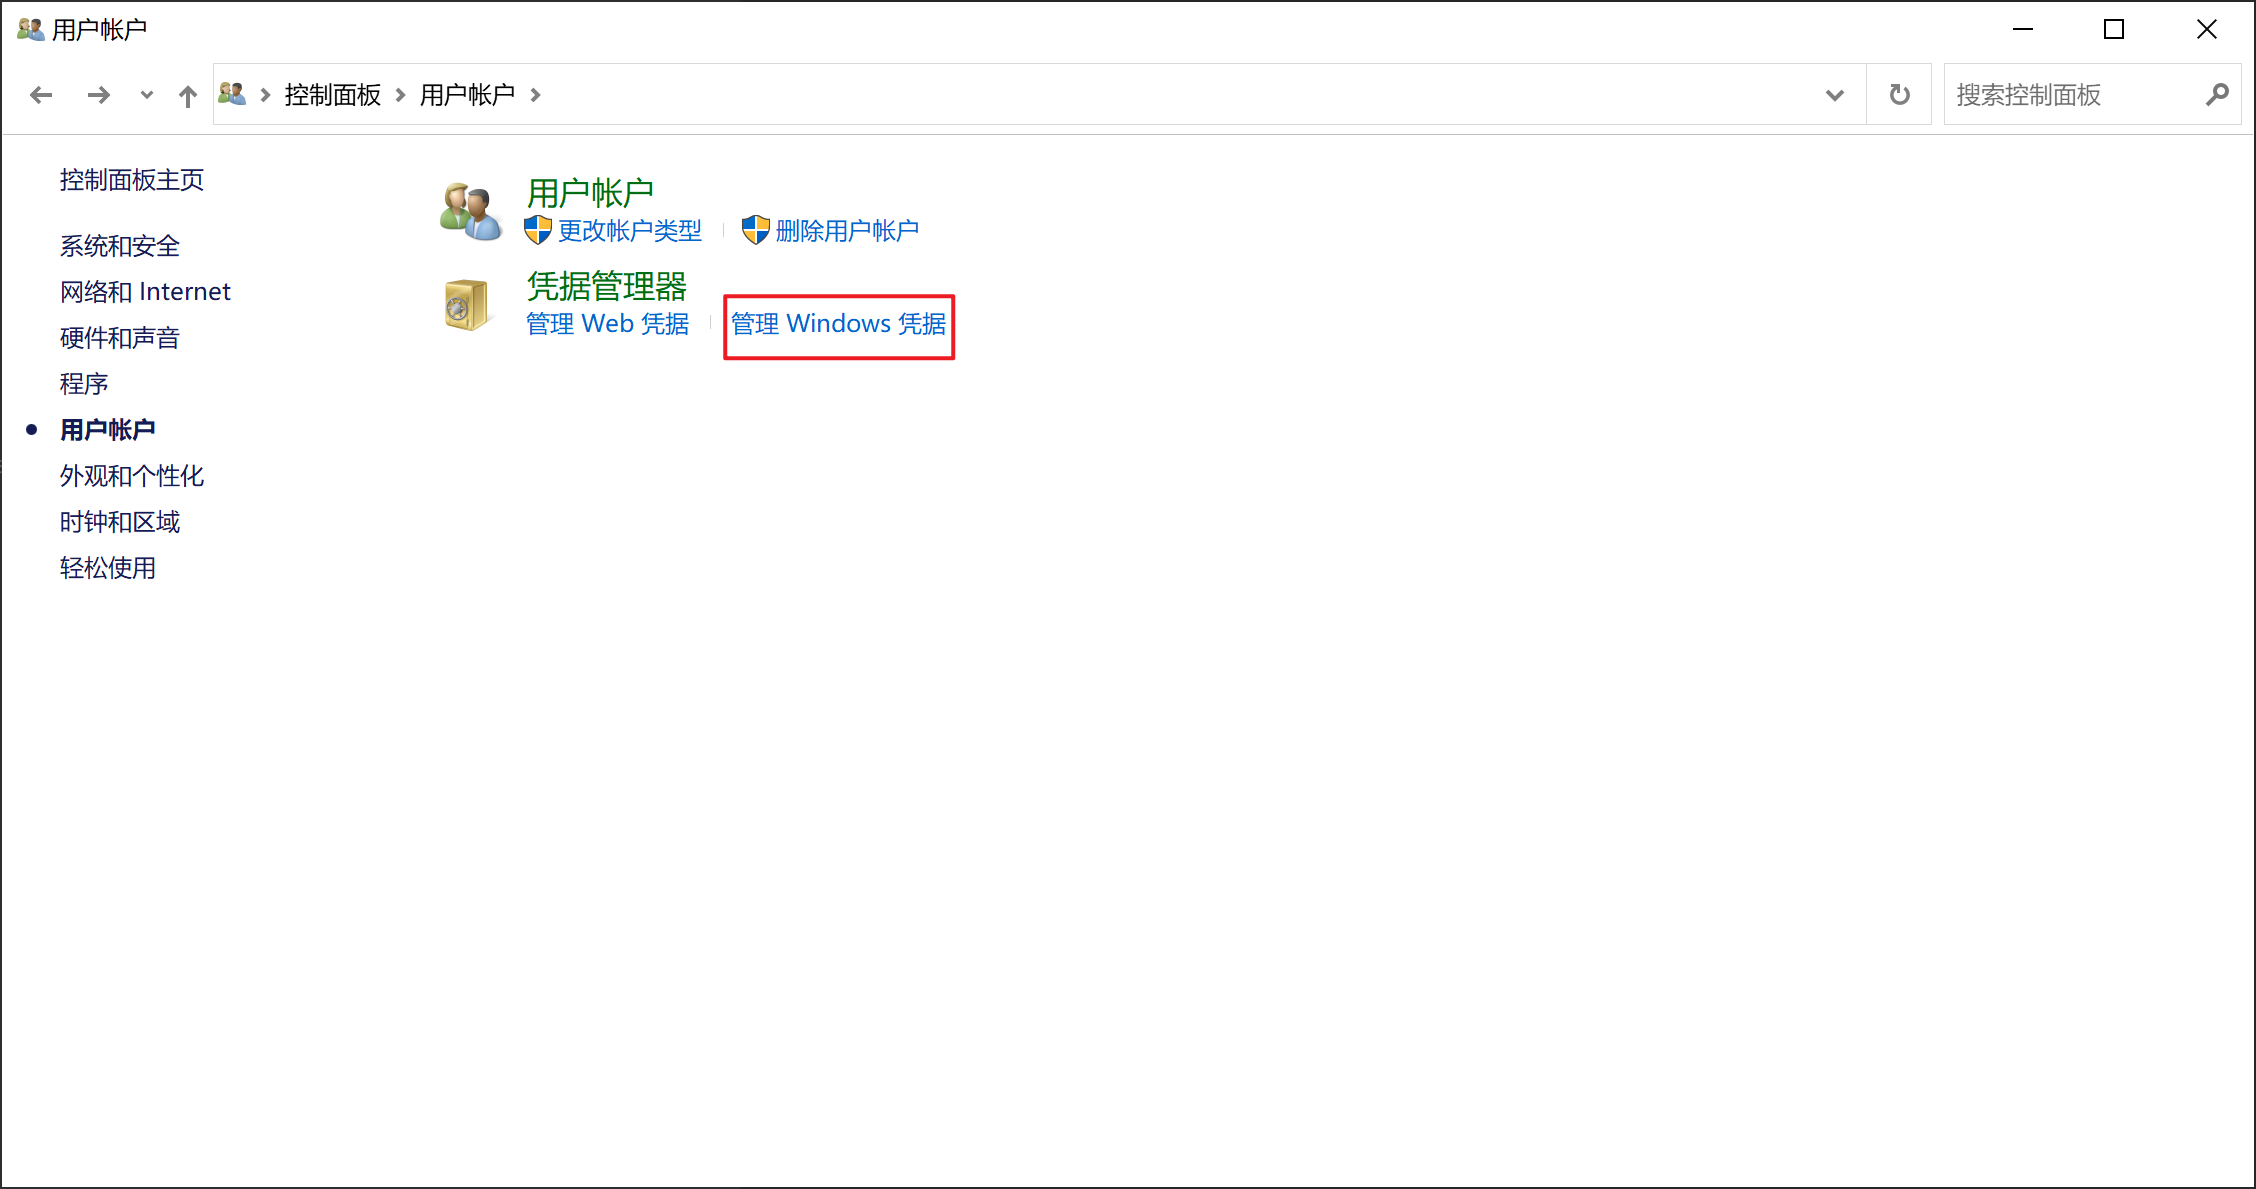 用户帐户
控制面板 用户帐户
搜索控制面板
控制面板主页
系统和安全
网络和 Internet
硬件和声音
程序
用户帐户
外观和个性化
时钟和区域
轻松使用
用户帐户
更改帐户类型 删除用户帐户
凭据管理器
管理 Web 凭据 管理 Windows 凭据